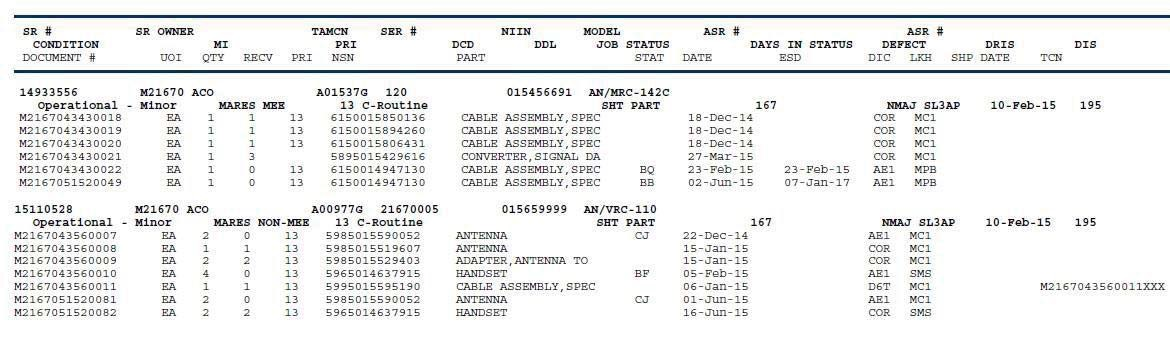 SR # SR OWNER TAMCN SER # NIIN MODEL ASR # ASR #
CONDITION MI PRI DCD DDL JOB STATUS DAYS IN STATUS DEFECT DRIS DIS
DOCUMENT # UOI QTY RECV PRI NSN PART STAT DATE ESD DIC LKH SHP DATE TCN
14933556 M21670 ACO A01537G 120 015456691 AN/MRC-142C
Operational - Minor MARES MEE 13 C-Routine SHT PART 167 NMAJ SL3AP 10-Feb-15 195
M2167043430018 EA 1 1 13 6150015850136 CABLE ASSEMBLY,SPEC 18-Dec-14 COR MC1
M2167043430019 EA 1 1 13 6150015894260 CABLE ASSEMBLY,SPEC 18-Dec-14 COR MC1
M2167043430020 EA 1 1 13 6150015806431 CABLE ASSEMBLY,SPEC 18-Dec-14 COR MC1
M2167043430021 EA 1 3 5895015429616 CONVERTER,SIGNAL DA 27-Mar-15 COR MC1
M2167043430022 EA 1 0 13 6150014947130 CABLE ASSEMBLY,SPEC BQ 23-Feb-15 23-Feb-15 AE1 MPB
M2167051520049 EA 1 0 13 6150014947130 CABLE ASSEMBLY,SPEC BB 02-Jun-15 07-Jan-17 AE1 MPB
15110528 M21670 ACO A00977G 21670005 015659999 AN/VRC-110
Operational - Minor MARES NON-MEE 13 C-Routine SHT PART 167 NMAJ SL3AP 10-Feb-15 195
M2167043560007 EA 2 0 13 5985015590052 ANTENNA CJ 22-Dec-14 AE1 MC1
M2167043560008 EA 1 1 13 5985015519607 ANTENNA 15-Jan-15 COR MC1
M2167043560009 EA 2 2 13 5985015529403 ADAPTER,ANTENNA TO 15-Jan-15 COR MC1
M2167043560010 EA 4 0 13 5965014637915 HANDSET BF 05-Feb-15 AE1 SMS
M2167043560011 EA 1 1 13 5995015595190 CABLE ASSEMBLY,SPEC 06-Jan-15 D6T MC1 M2167043560011XXX
M2167051520081 EA 2 0 13 5985015590052 ANTENNA CJ 01-Jun-15 AE1 MC1
M2167051520082 EA 2 2 13 5965014637915 HANDSET 16-Jun-15 COR SMS